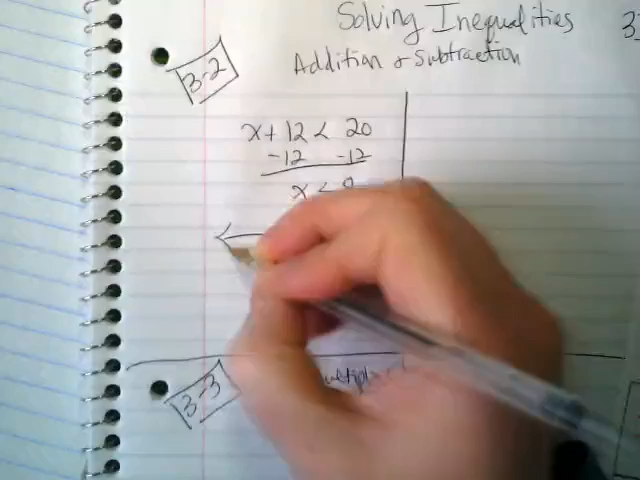 Solving Inequalities
3-2
Addition & Subtraction
x + 12 < 20
-12 -12
x <
3-3